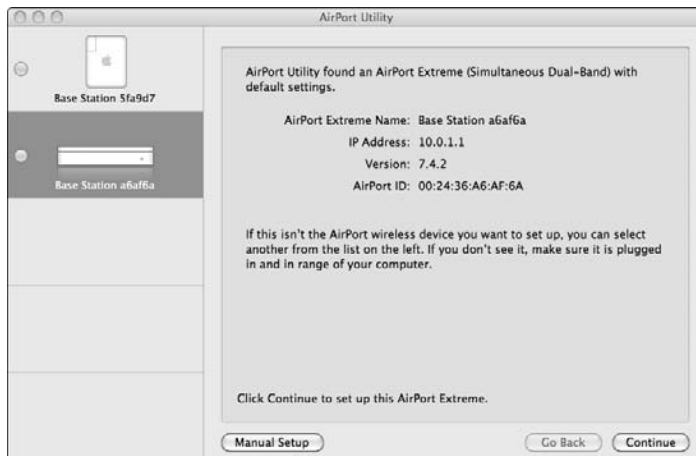 AirPort Utility
Base Station 5fa9d7
Base Station a6af6a
AirPort Utility found an AirPort Extreme (Simultaneous Dual-Band) with
default settings.
AirPort Extreme Name: Base Station a6af6a
IP Address: 10.0.1.1
Version: 7.4.2
AirPort ID: 00:24:36:A6:AF:6A
If this isn't the AirPort wireless device you want to set up, you can select
another from the list on the left. If you don't see it, make sure it is plugged
in and in range of your computer.
Click Continue to set up this AirPort Extreme.
Manual Setup
Go Back
Continue